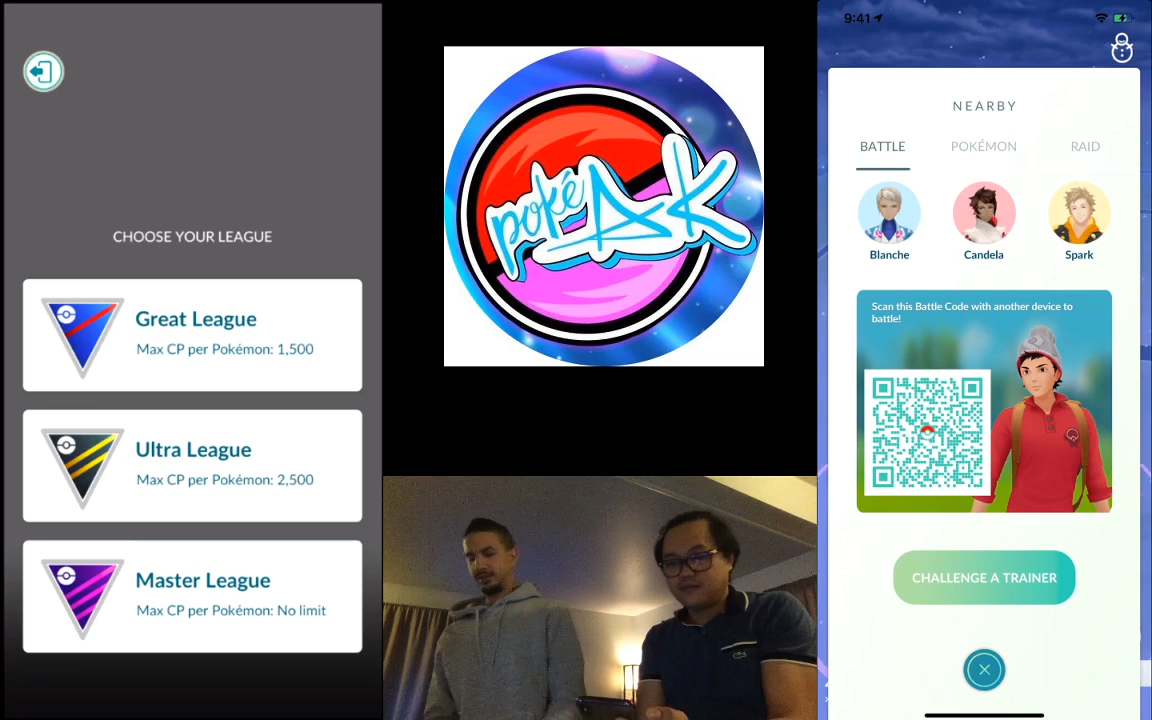 CHOOSE YOUR LEAGUE
Great League
Max CP per Pokémon: 1,500
Ultra League
Max CP per Pokémon: 2,500
Master League
Max CP per Pokémon: No limit
poké AK
9:41
NEARBY
BATTLE
POKÉMON
RAID
Blanche
Candela
Spark
Scan this Battle Code with another device to
battle!
CHALLENGE A TRAINER